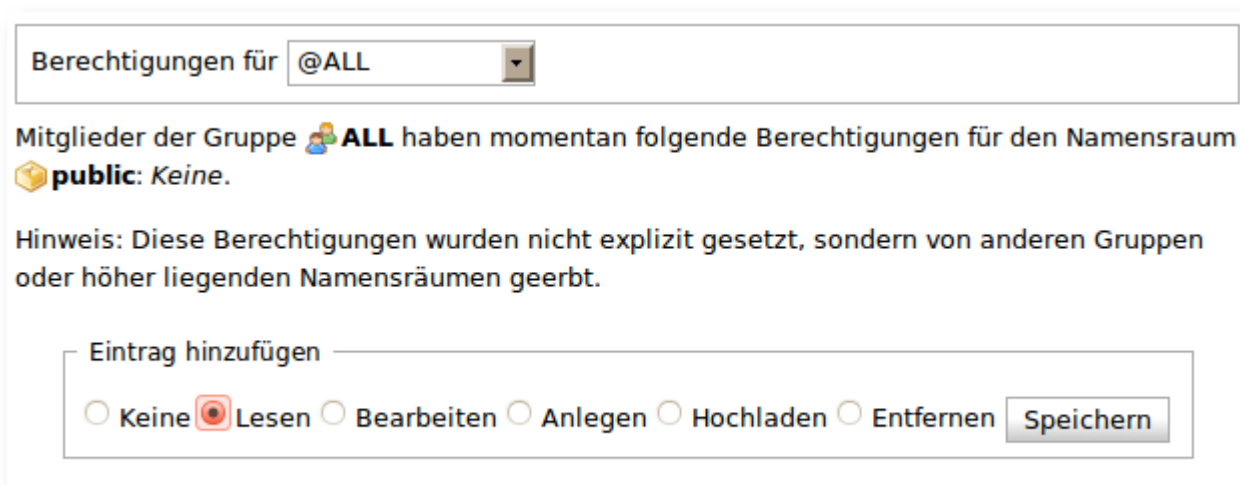 Berechtigungen für @ALL
Mitglieder der Gruppe ALL haben momentan folgende Berechtigungen für den Namensraum
public: Keine.
Hinweis: Diese Berechtigungen wurden nicht explizit gesetzt, sondern von anderen Gruppen
oder höher liegenden Namensräumen geerbt.
Eintrag hinzufügen
Keine Lesen Bearbeiten Anlegen Hochladen Entfernen Speichern